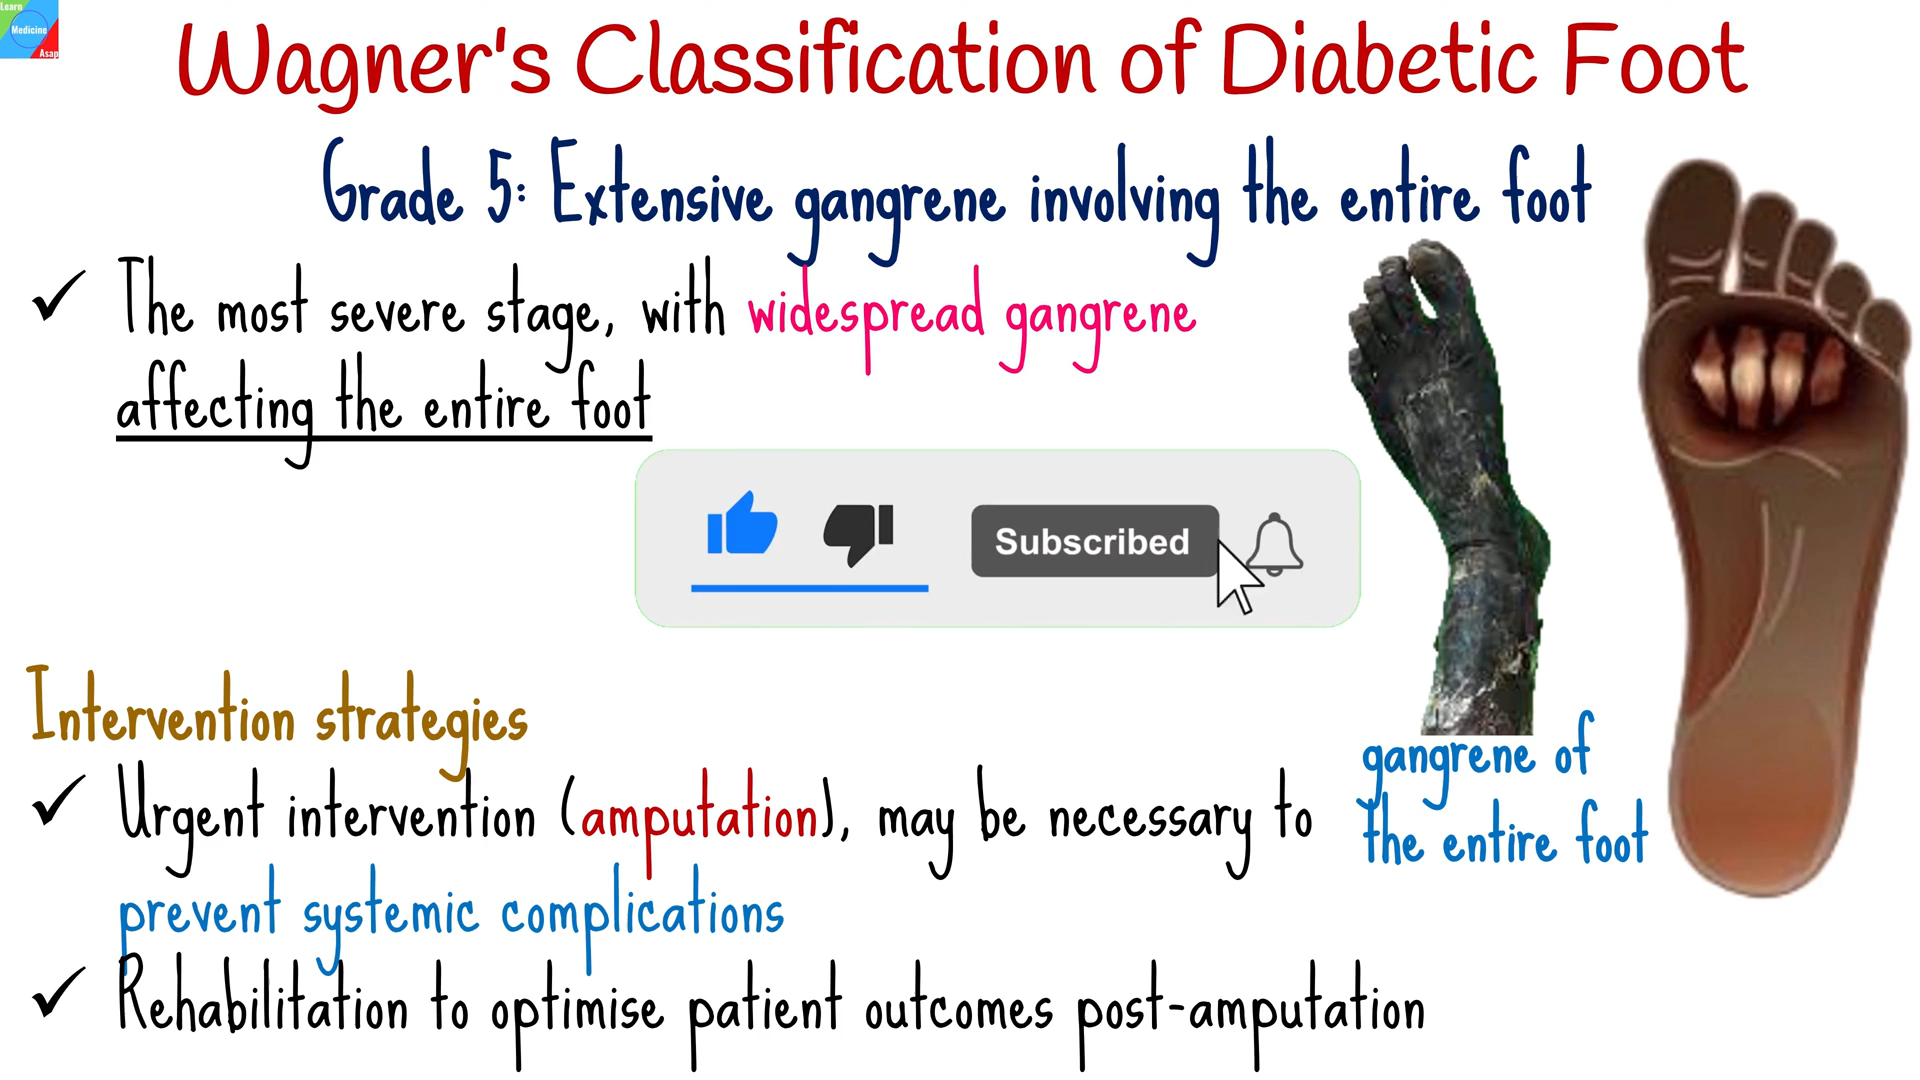 Learn
Medicine
Asap
Wagner's Classification of Diabetic Foot
Grade 5: Extensive gangrene involving the entire foot
✓ The most severe stage, with widespread gangrene
affecting the entire foot
Subscribed
Intervention strategies
✓ Urgent intervention (amputation), may be necessary to
prevent systemic complications
✓ Rehabilitation to optimise patient outcomes post-amputation
gangrene of
the entire foot